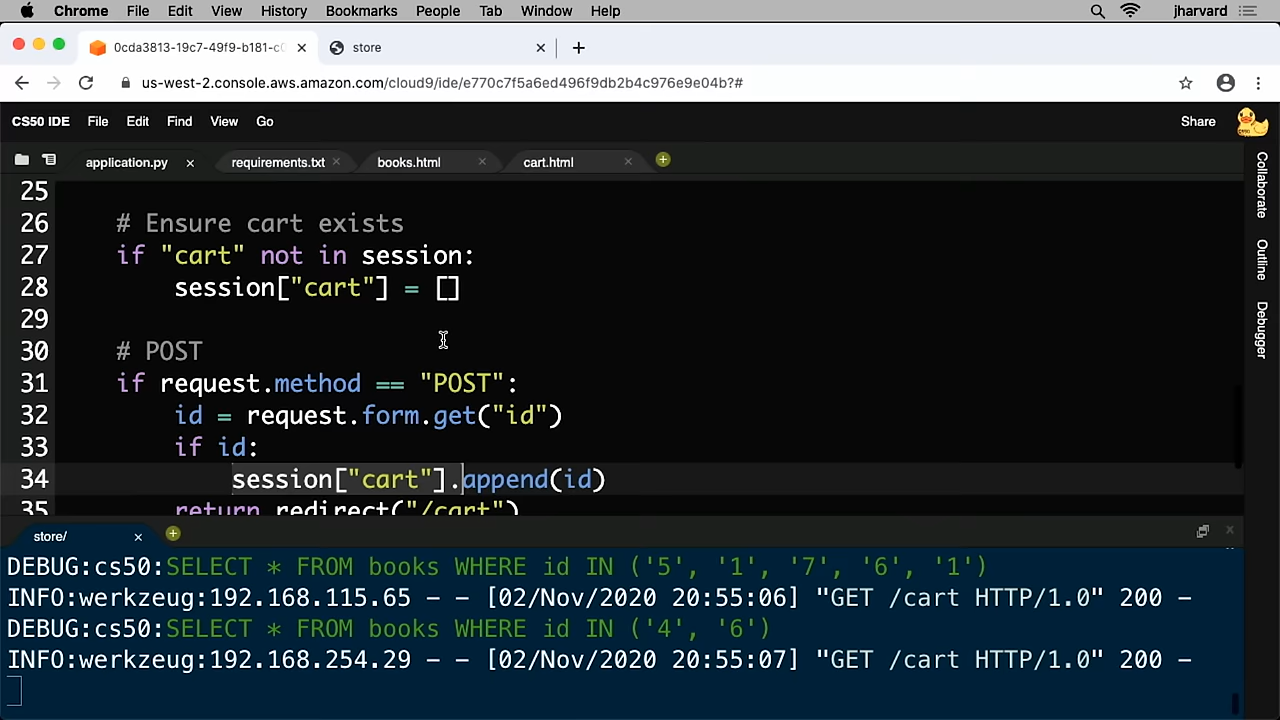 Chrome File Edit View History Bookmarks People Tab Window Help jharvard
0cda3813-19c7-49f9-b181-c0 store
us-west-2.console.aws.amazon.com/cloud9/ide/e770c7f5a6ed496f9db2b4c976e9e04b?#
CS50 IDE File Edit Find View Go Share
application.py requirements.txt books.html cart.html
Collaborate
Outline
Debugger
25
26 # Ensure cart exists
27 if "cart" not in session:
28 session["cart"] = []
29
30 # POST
31 if request.method == "POST":
32 id = request.form.get("id")
33 if id:
34 session["cart"].append(id)
35 return redirect("/cart")
store/
DEBUG:cs50:SELECT * FROM books WHERE id IN ('5', '1', '7', '6', '1')
INFO:werkzeug:192.168.115.65 - - [02/Nov/2020 20:55:06] "GET /cart HTTP/1.0" 200 -
DEBUG:cs50:SELECT * FROM books WHERE id IN ('4', '6')
INFO:werkzeug:192.168.254.29 - - [02/Nov/2020 20:55:07] "GET /cart HTTP/1.0" 200 -